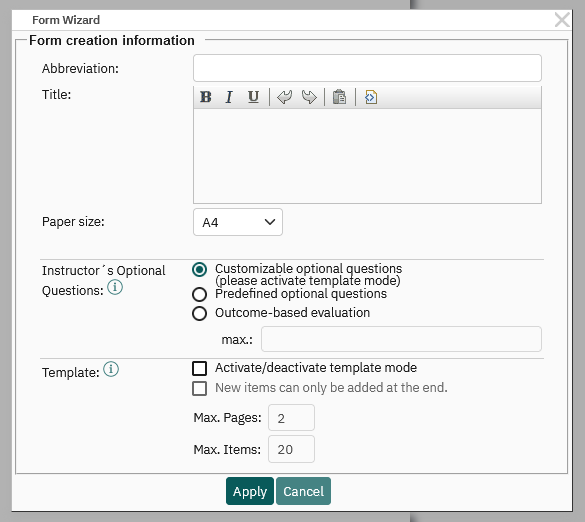 Form Wizard
Form creation information
Abbreviation:
Title:
B I U
Paper size:
A4
Instructor´s Optional
Questions:
Customizable optional questions
(please activate template mode)
Predefined optional questions
Outcome-based evaluation
max.:
Template:
Activate/deactivate template mode
New items can only be added at the end.
Max. Pages: 2
Max. Items: 20
Apply Cancel